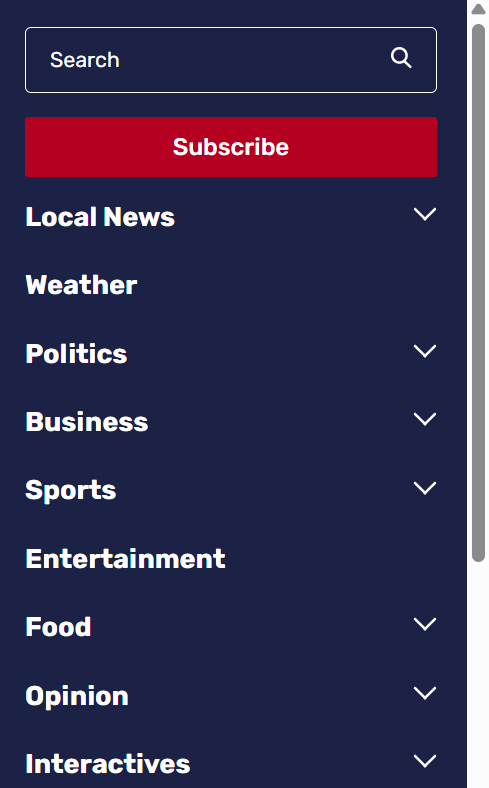 Search
Subscribe
Local News
Weather
Politics
Business
Sports
Entertainment
Food
Opinion
Interactives